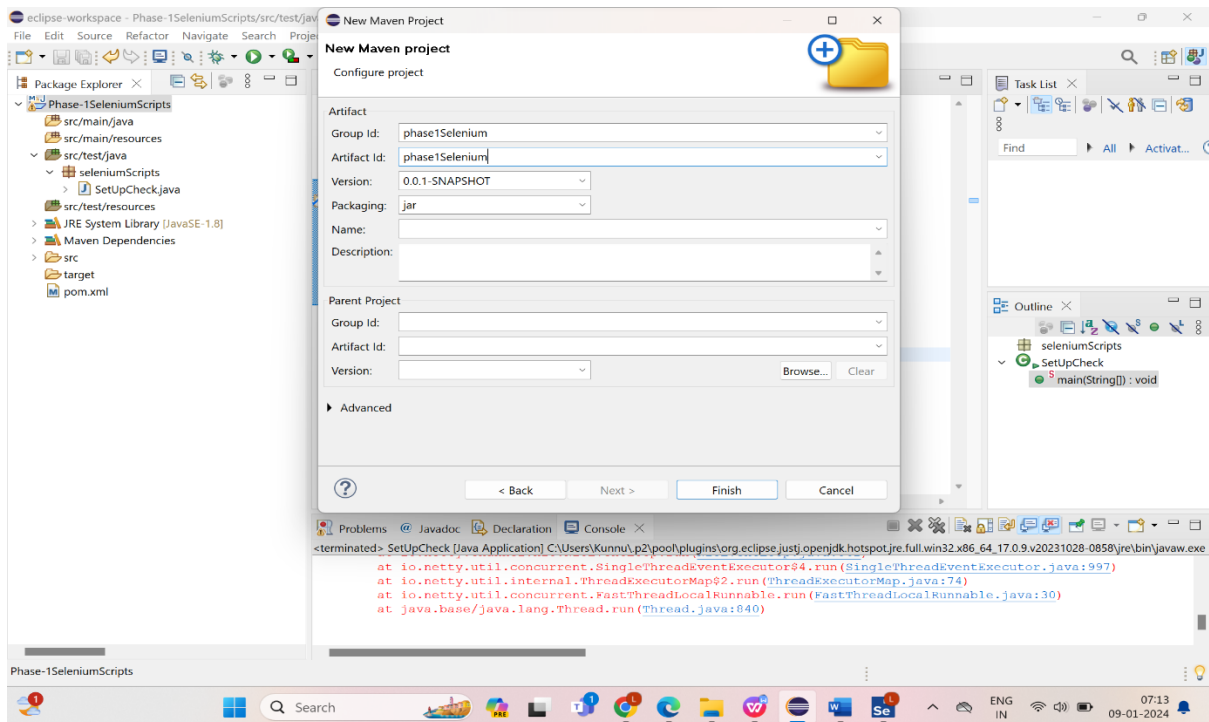 eclipse-workspace - Phase-1SeleniumScripts/src/test/jav
File Edit Source Refactor Navigate Search Proje
Package Explorer
Phase-1SeleniumScripts
src/main/java
src/main/resources
src/test/java
seleniumScripts
SetUpCheck.java
src/test/resources
JRE System Library [JavaSE-1.8]
Maven Dependencies
src
target
pom.xml
New Maven Project
New Maven project
Configure project
Artifact
Group Id: phase1Selenium
Artifact Id: phase1Selenium
Version: 0.0.1-SNAPSHOT
Packaging: jar
Name:
Description:
Parent Project
Group Id:
Artifact Id:
Version: Browse... Clear
Advanced
< Back Next > Finish Cancel
Task List
Find All Activat...
Outline
seleniumScripts
SetUpCheck
main(String[]) : void
Problems @ Javadoc Declaration Console
<terminated> SetUpCheck [Java Application] C:\Users\Kunnu\.p2\pool\plugins\org.eclipse.justj.openjdk.hotspot.jre.full.win32.x86_64_17.0.9.v20231028-0858\jre\bin\javaw.exe
at io.netty.util.concurrent.SingleThreadEventExecutor$4.run(SingleThreadEventExecutor.java:997)
at io.netty.util.internal.ThreadExecutorMap$2.run(ThreadExecutorMap.java:74)
at io.netty.util.concurrent.FastThreadLocalRunnable.run(FastThreadLocalRunnable.java:30)
at java.base/java.lang.Thread.run(Thread.java:840)
Phase-1SeleniumScripts
Search
ENG
IN
07:13
09-01-2024